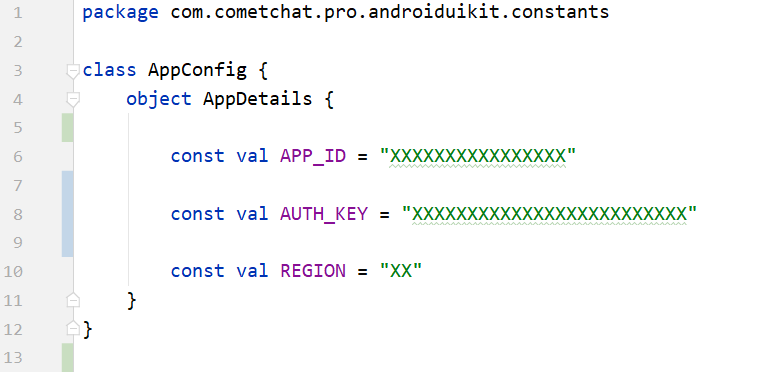 1 package com.cometchat.pro.androiduikit.constants
2
3 class AppConfig {
4 object AppDetails {
5
6 const val APP_ID = "XXXXXXXXXXXXXXXX"
7
8 const val AUTH_KEY = "XXXXXXXXXXXXXXXXXXXXXXXXX"
9
10 const val REGION = "XX"
11 }
12 }
13